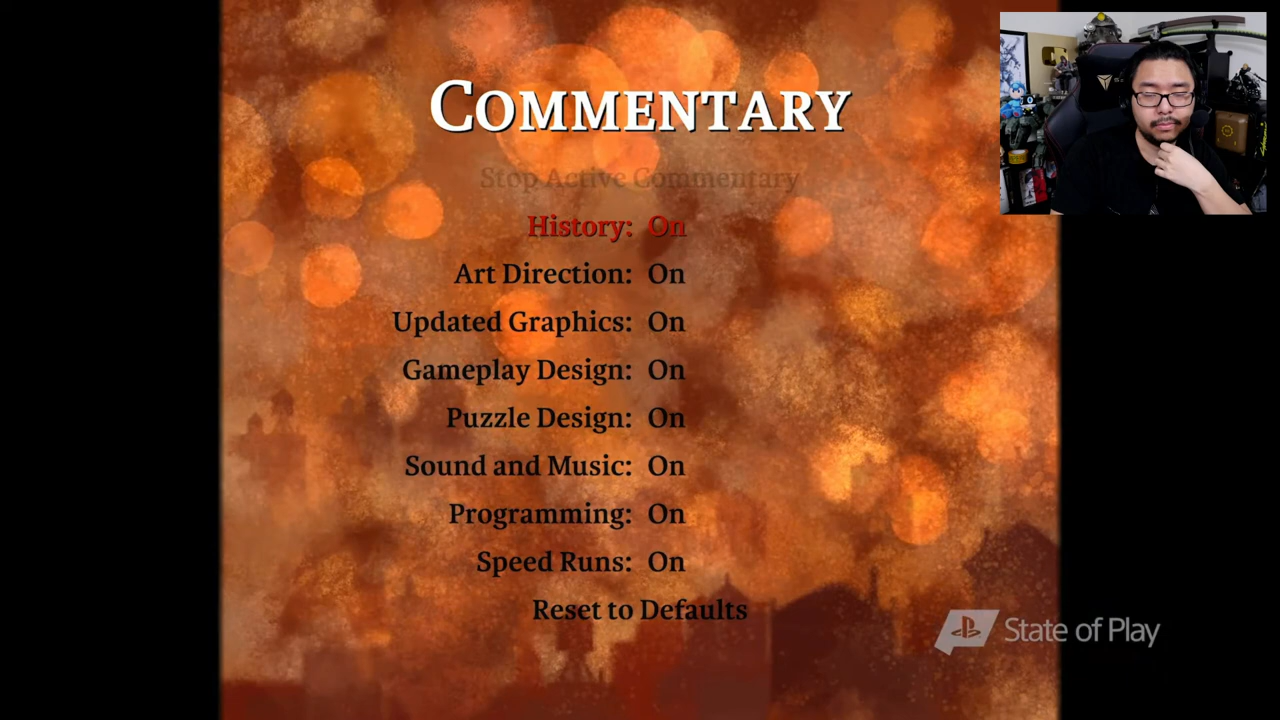 COMMENTARY
Stop Active Commentary
History: On
Art Direction: On
Updated Graphics: On
Gameplay Design: On
Puzzle Design: On
Sound and Music: On
Programming: On
Speed Runs: On
Reset to Defaults
State of Play